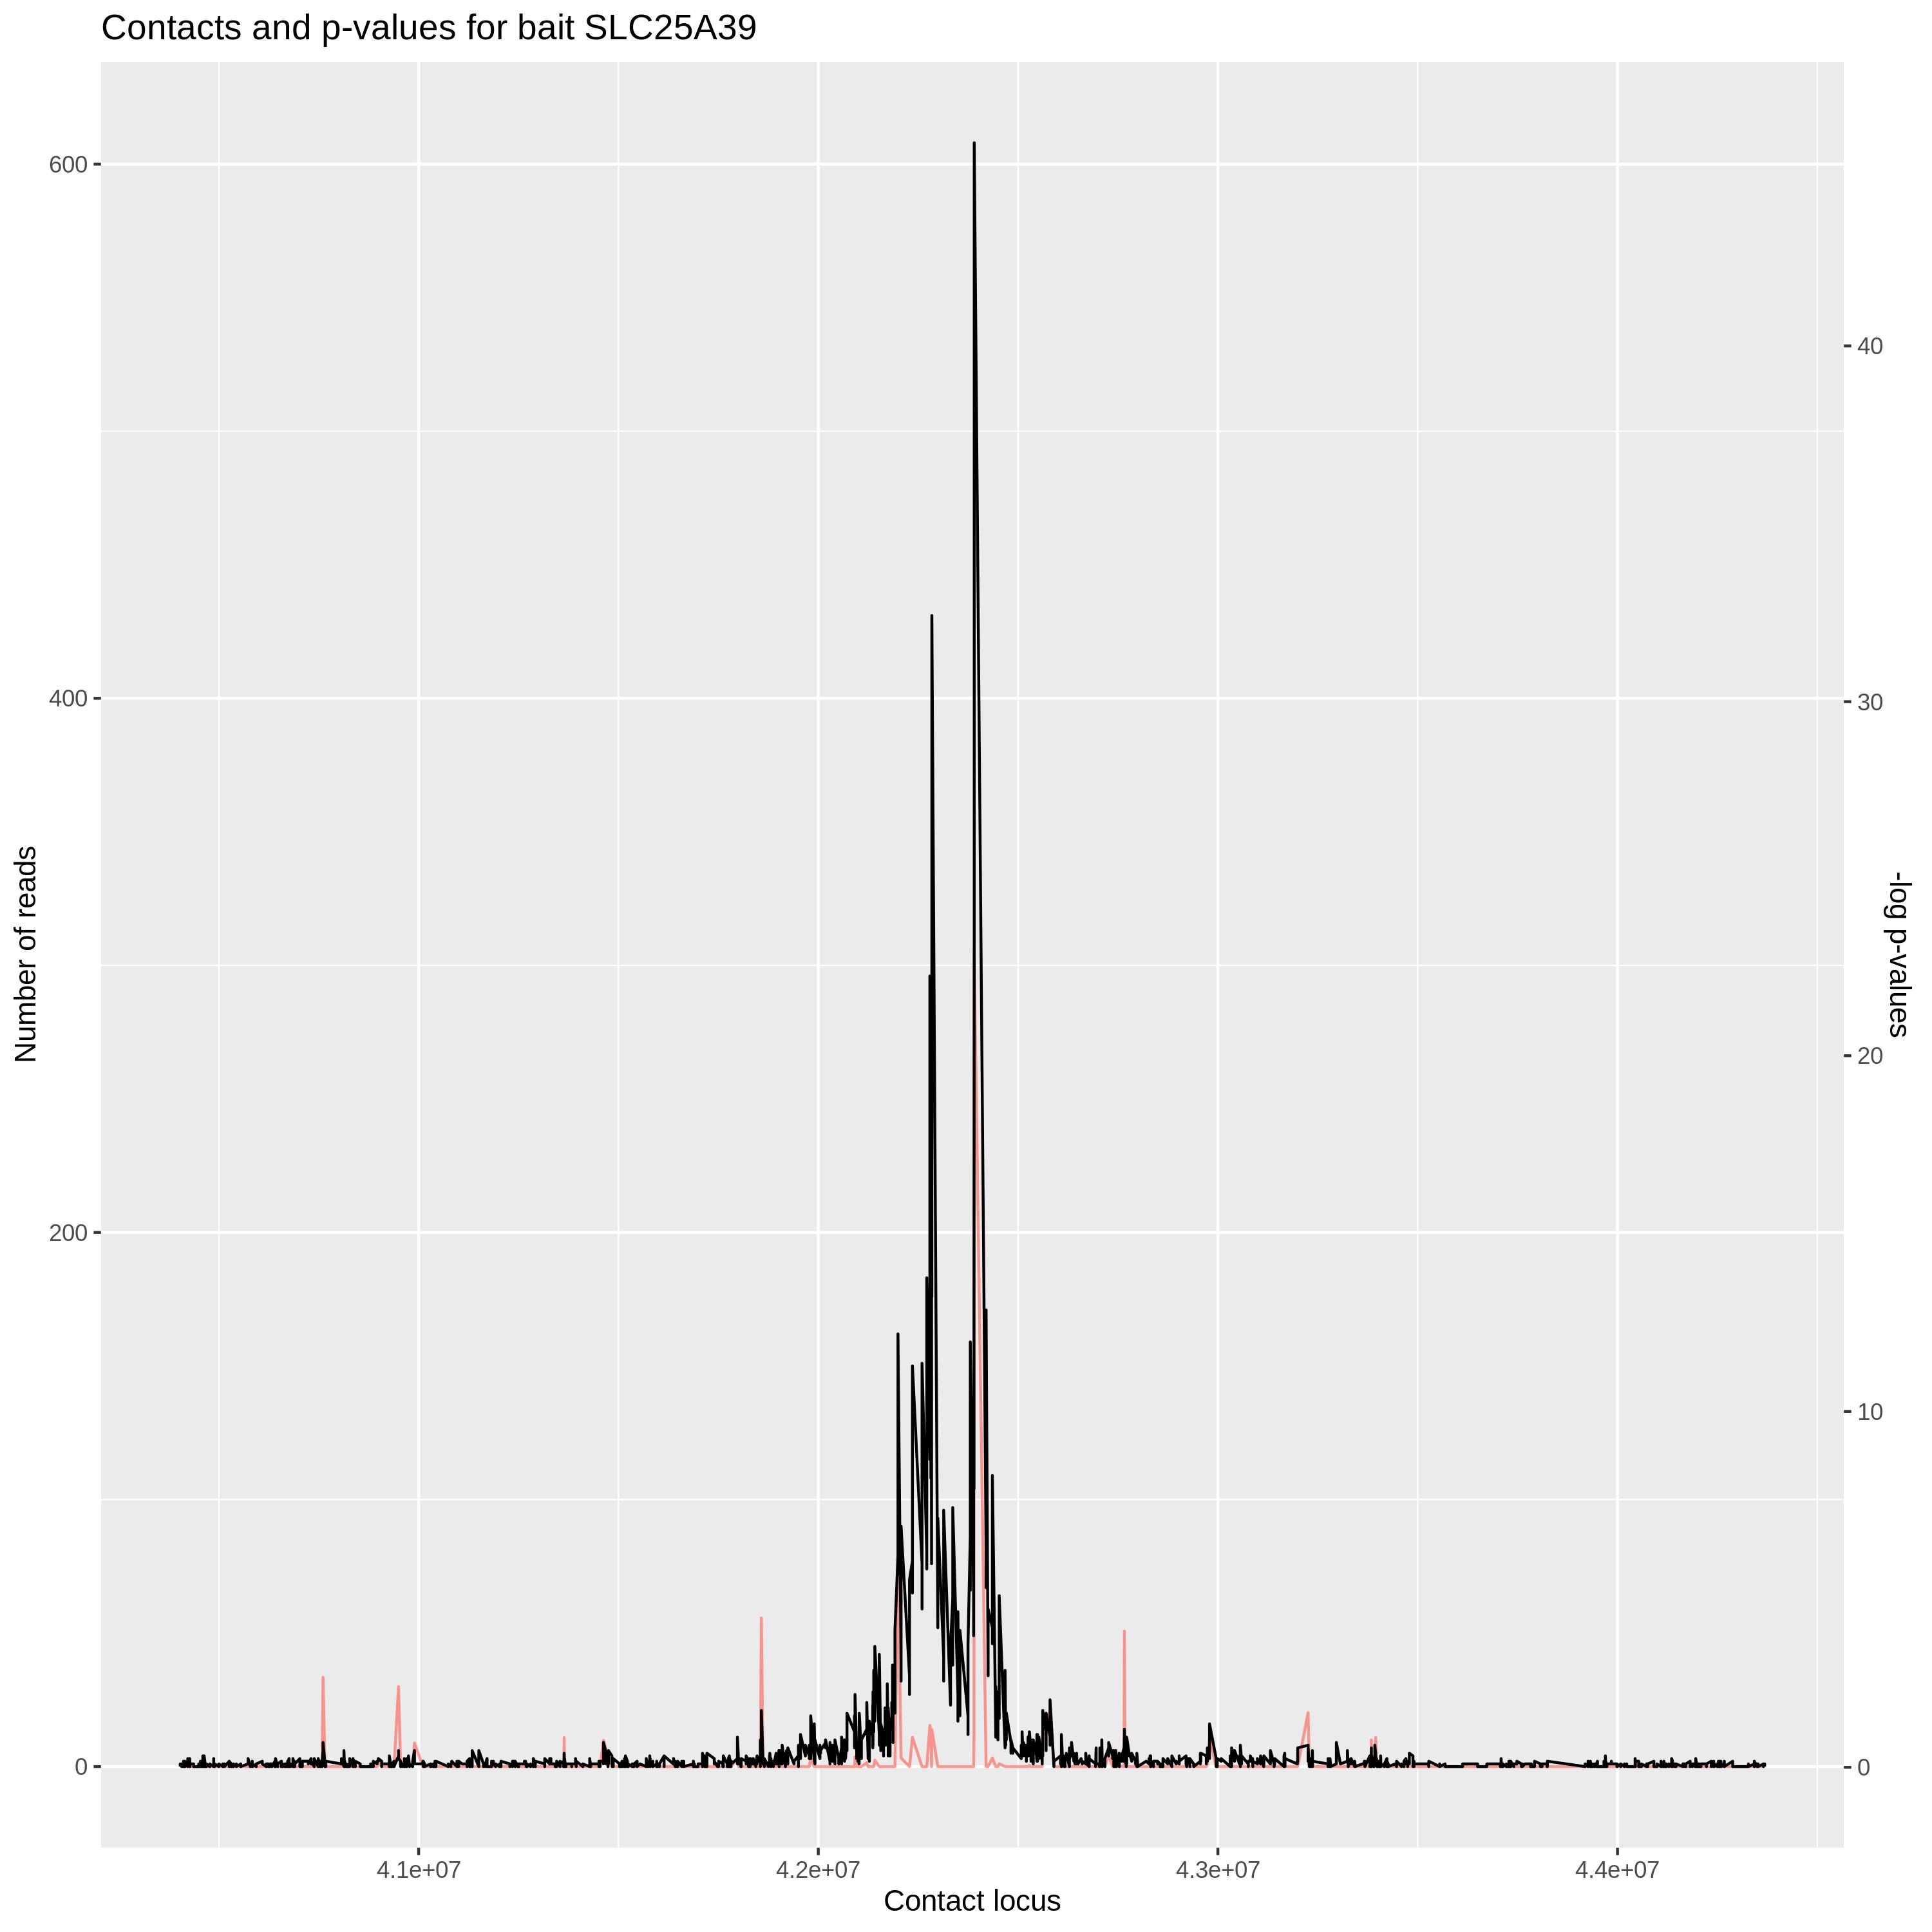 Contacts and p-values for bait SLC25A39
600
400
200
0
Number of reads
40
30
20
10
0
-log p-values
4.1e+07
4.2e+07
4.3e+07
4.4e+07
Contact locus